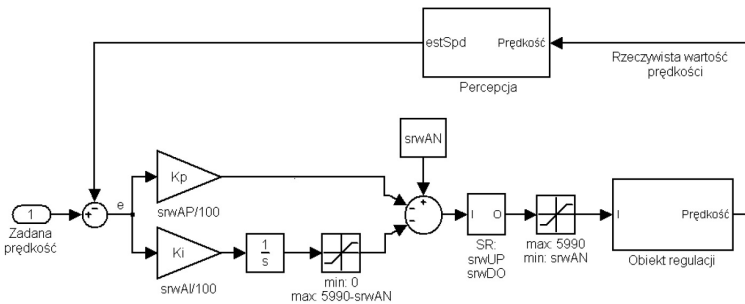 estSpd
Prędkość
Percepcja
Rzeczywista wartość
prędkości
srwAN
Kp
srwAP/100
1
Zadana
prędkość
+
-
e
Ki
srwAI/100
1
s
min: 0
max: 5990-srwAN
-
+
-
I
O
SR:
srwUP
srwDO
max: 5990
min: srwAN
I
Prędkość
Obiekt regulacji